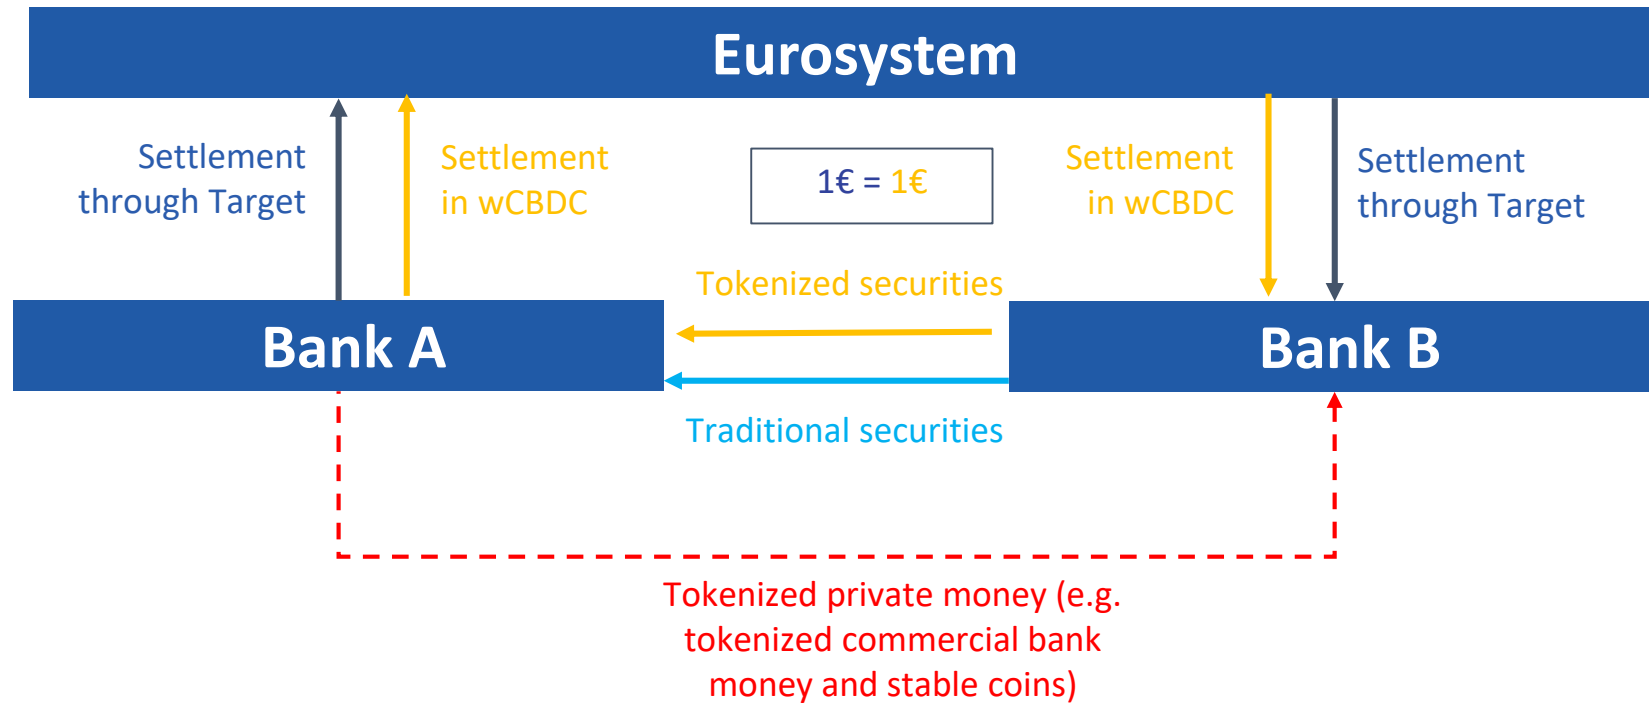 Eurosystem
Settlement
through Target
Settlement
in wCBDC
1€ = 1€
Settlement
in wCBDC
Settlement
through Target
Tokenized securities
Bank A
Bank B
Traditional securities
Tokenized private money (e.g.
tokenized commercial bank
money and stable coins)